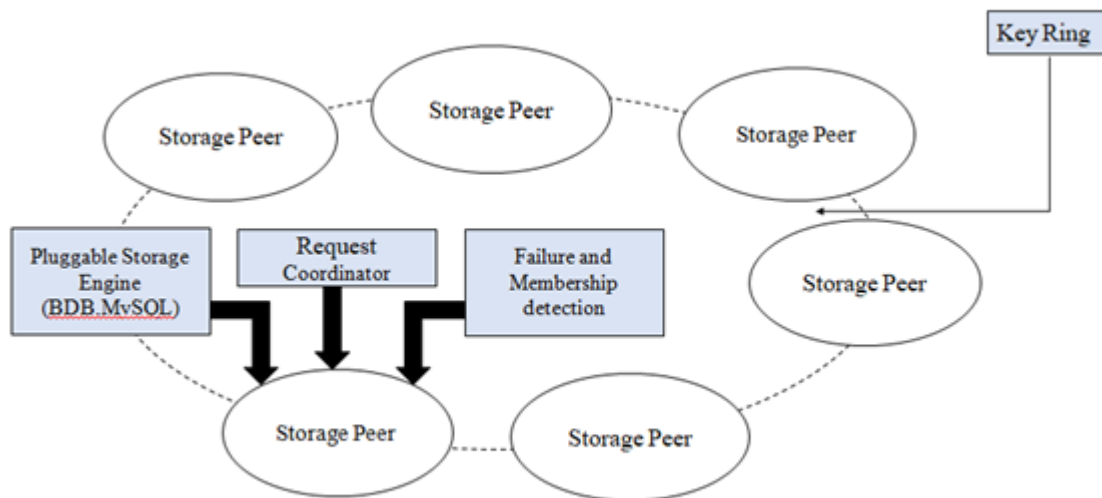 Key Ring
Storage Peer
Storage Peer
Storage Peer
Pluggable Storage
Engine
(BDB.MvSQL)
Request
Coordinator
Failure and
Membership
detection
Storage Peer
Storage Peer
Storage Peer